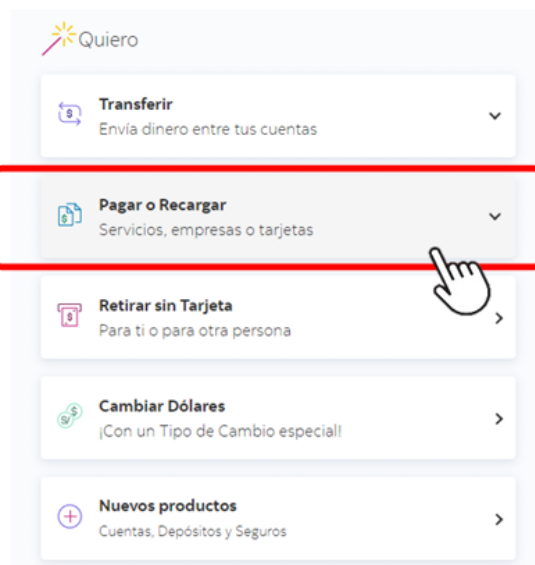 Quiero
Transferir
Envía dinero entre tus cuentas
Pagar o Recargar
Servicios, empresas o tarjetas
Retirar sin Tarjeta
Para ti o para otra persona
Cambiar Dólares
¡Con un Tipo de Cambio especial!
Nuevos productos
Cuentas, Depósitos y Seguros